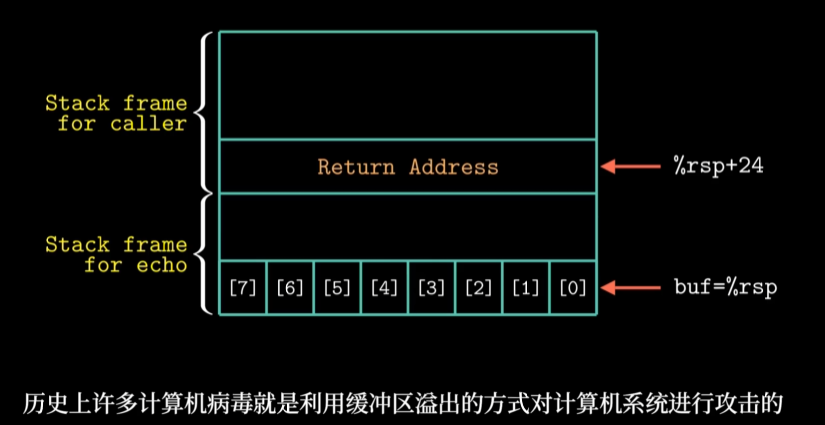 Stack frame
for caller
Return Address
%rsp+24
Stack frame
for echo
[7] [6] [5] [4] [3] [2] [1] [0]
buf=%rsp
历史上许多计算机病毒就是利用缓冲区溢出的方式对计算机系统进行攻击的